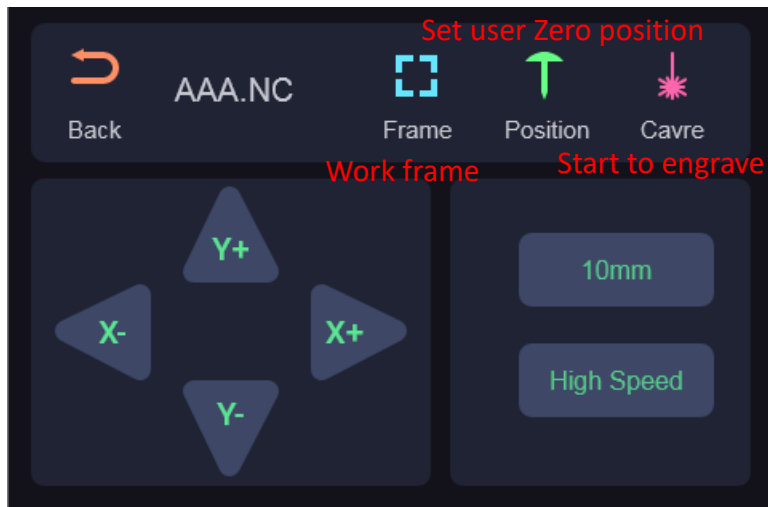 Set user Zero position
AAA.NC
Back
Frame
Position
Cavre
Work frame
Start to engrave
Y+
X-
X+
Y-
10mm
High Speed